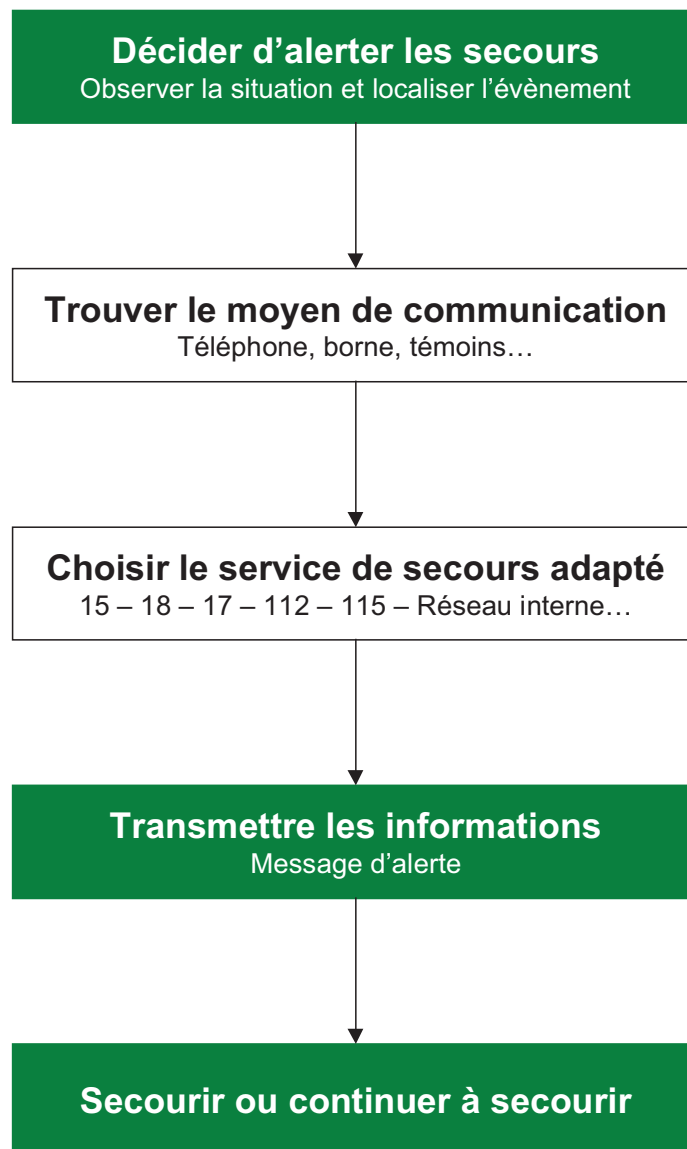 Décider d’alerter les secours
Observer la situation et localiser l’évènement
Trouver le moyen de communication
Téléphone, borne, témoins…
Choisir le service de secours adapté
15 – 18 – 17 – 112 – 115 – Réseau interne…
Transmettre les informations
Message d’alerte
Secourir ou continuer à secourir